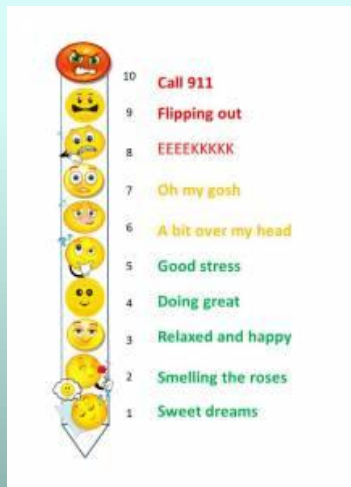 10 Call 911
9 Flipping out
8 EEEEKKKKK
7 Oh my gosh
6 A bit over my head
5 Good stress
4 Doing great
3 Relaxed and happy
2 Smelling the roses
1 Sweet dreams